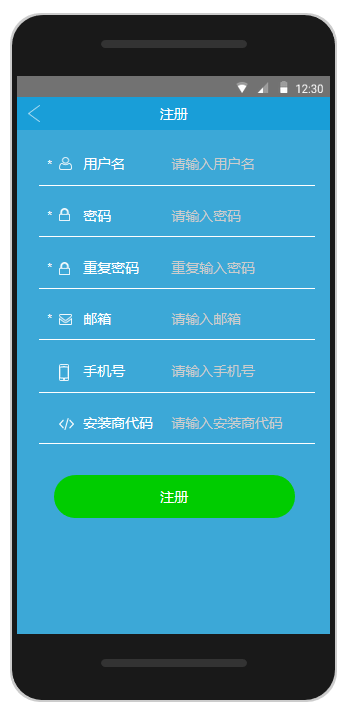 12:30
注册
* 用户名 请输入用户名
* 密码 请输入密码
* 重复密码 重复输入密码
* 邮箱 请输入邮箱
手机号 请输入手机号
安装商代码 请输入安装商代码
注册